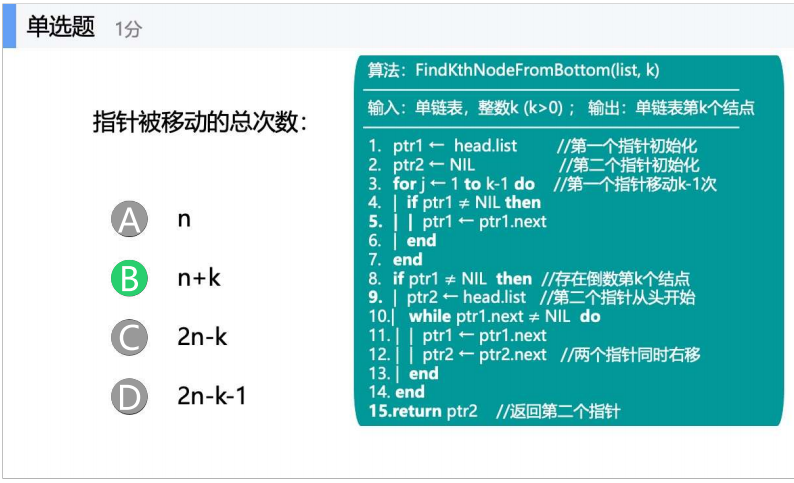 单选题 1分
指针被移动的总次数：
A n
B n+k
C 2n-k
D 2n-k-1
算法：FindKthNodeFromBottom(list, k)
输入：单链表，整数k (k>0) ； 输出：单链表第k个结点
1. ptr1 ← head.list //第一个指针初始化
2. ptr2 ← NIL //第二个指针初始化
3. for j ← 1 to k-1 do //第一个指针移动k-1次
4. | if ptr1 ≠ NIL then
5. | | ptr1 ← ptr1.next
6. | end
7. end
8. if ptr1 ≠ NIL then //存在倒数第k个结点
9. | ptr2 ← head.list //第二个指针从头开始
10.| while ptr1.next ≠ NIL do
11. | | ptr1 ← ptr1.next
12. | | ptr2 ← ptr2.next //两个指针同时右移
13. | end
14. end
15.return ptr2 //返回第二个指针